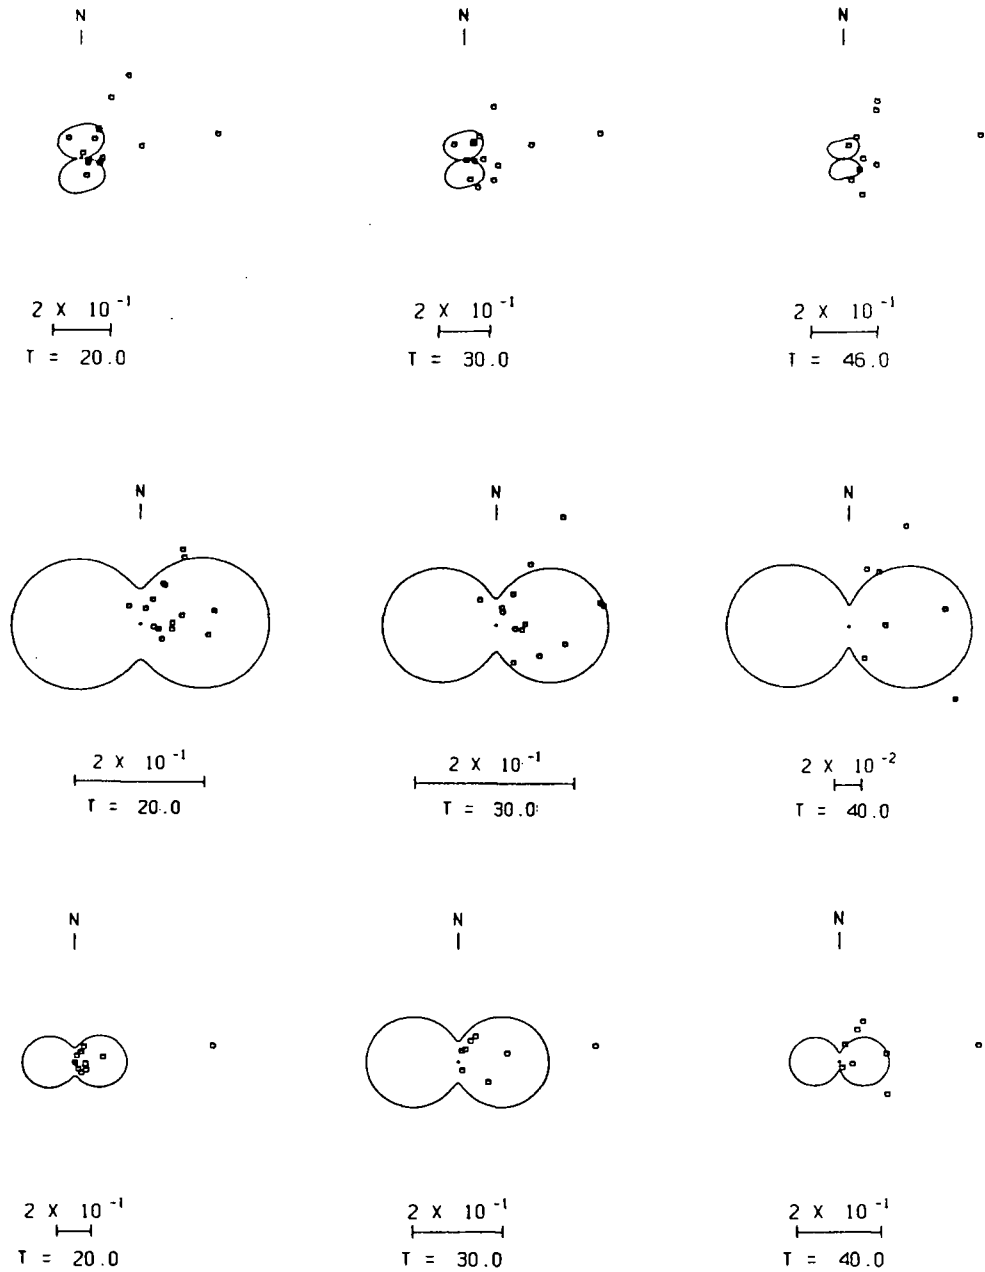 N N N
2 X 10⁻¹ 2 X 10⁻¹ 2 X 10⁻¹
T = 20.0 T = 30.0 T = 46.0
N N N
2 X 10⁻¹ 2 X 10⁻¹ 2 X 10⁻²
T = 20.0 T = 30.0 T = 40.0
N N N
2 X 10⁻¹ 2 X 10⁻¹ 2 X 10⁻¹
T = 20.0 T = 30.0 T = 40.0